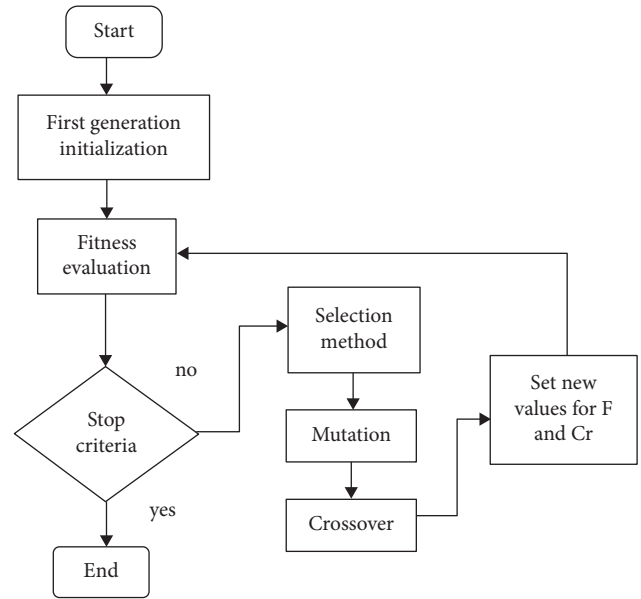 Start
First generation
initialization
Fitness
evaluation
Stop
criteria
no
yes
End
Selection
method
Mutation
Crossover
Set new
values for F
and Cr